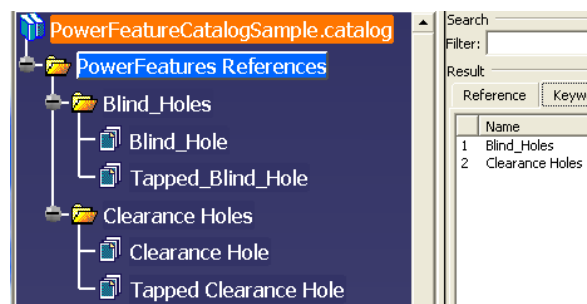 PowerFeatureCatalogSample.catalog
PowerFeatures References
Blind_Holes
Blind_Hole
Tapped_Blind_Hole
Clearance Holes
Clearance Hole
Tapped Clearance Hole
Search
Filter:
Result
Reference Keyw
Name
1 Blind_Holes
2 Clearance Holes